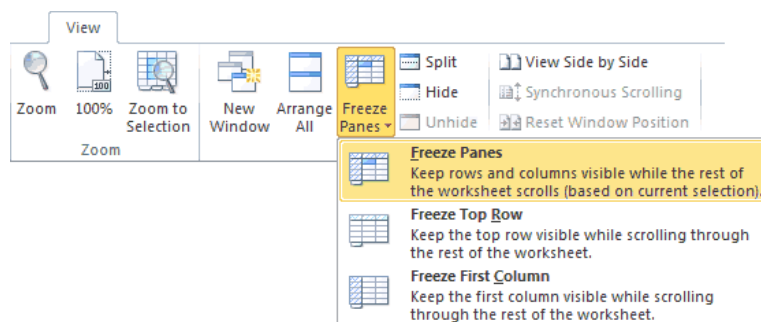 View
Zoom
100%
Zoom to
Selection
New
Window
Arrange
All
Freeze
Panes
Split
Hide
Unhide
View Side by Side
Synchronous Scrolling
Reset Window Position
100
Zoom
Freeze Panes
Keep rows and columns visible while the rest of
the worksheet scrolls (based on current selection).
Freeze Top Row
Keep the top row visible while scrolling through
the rest of the worksheet.
Freeze First Column
Keep the first column visible while scrolling
through the rest of the worksheet.